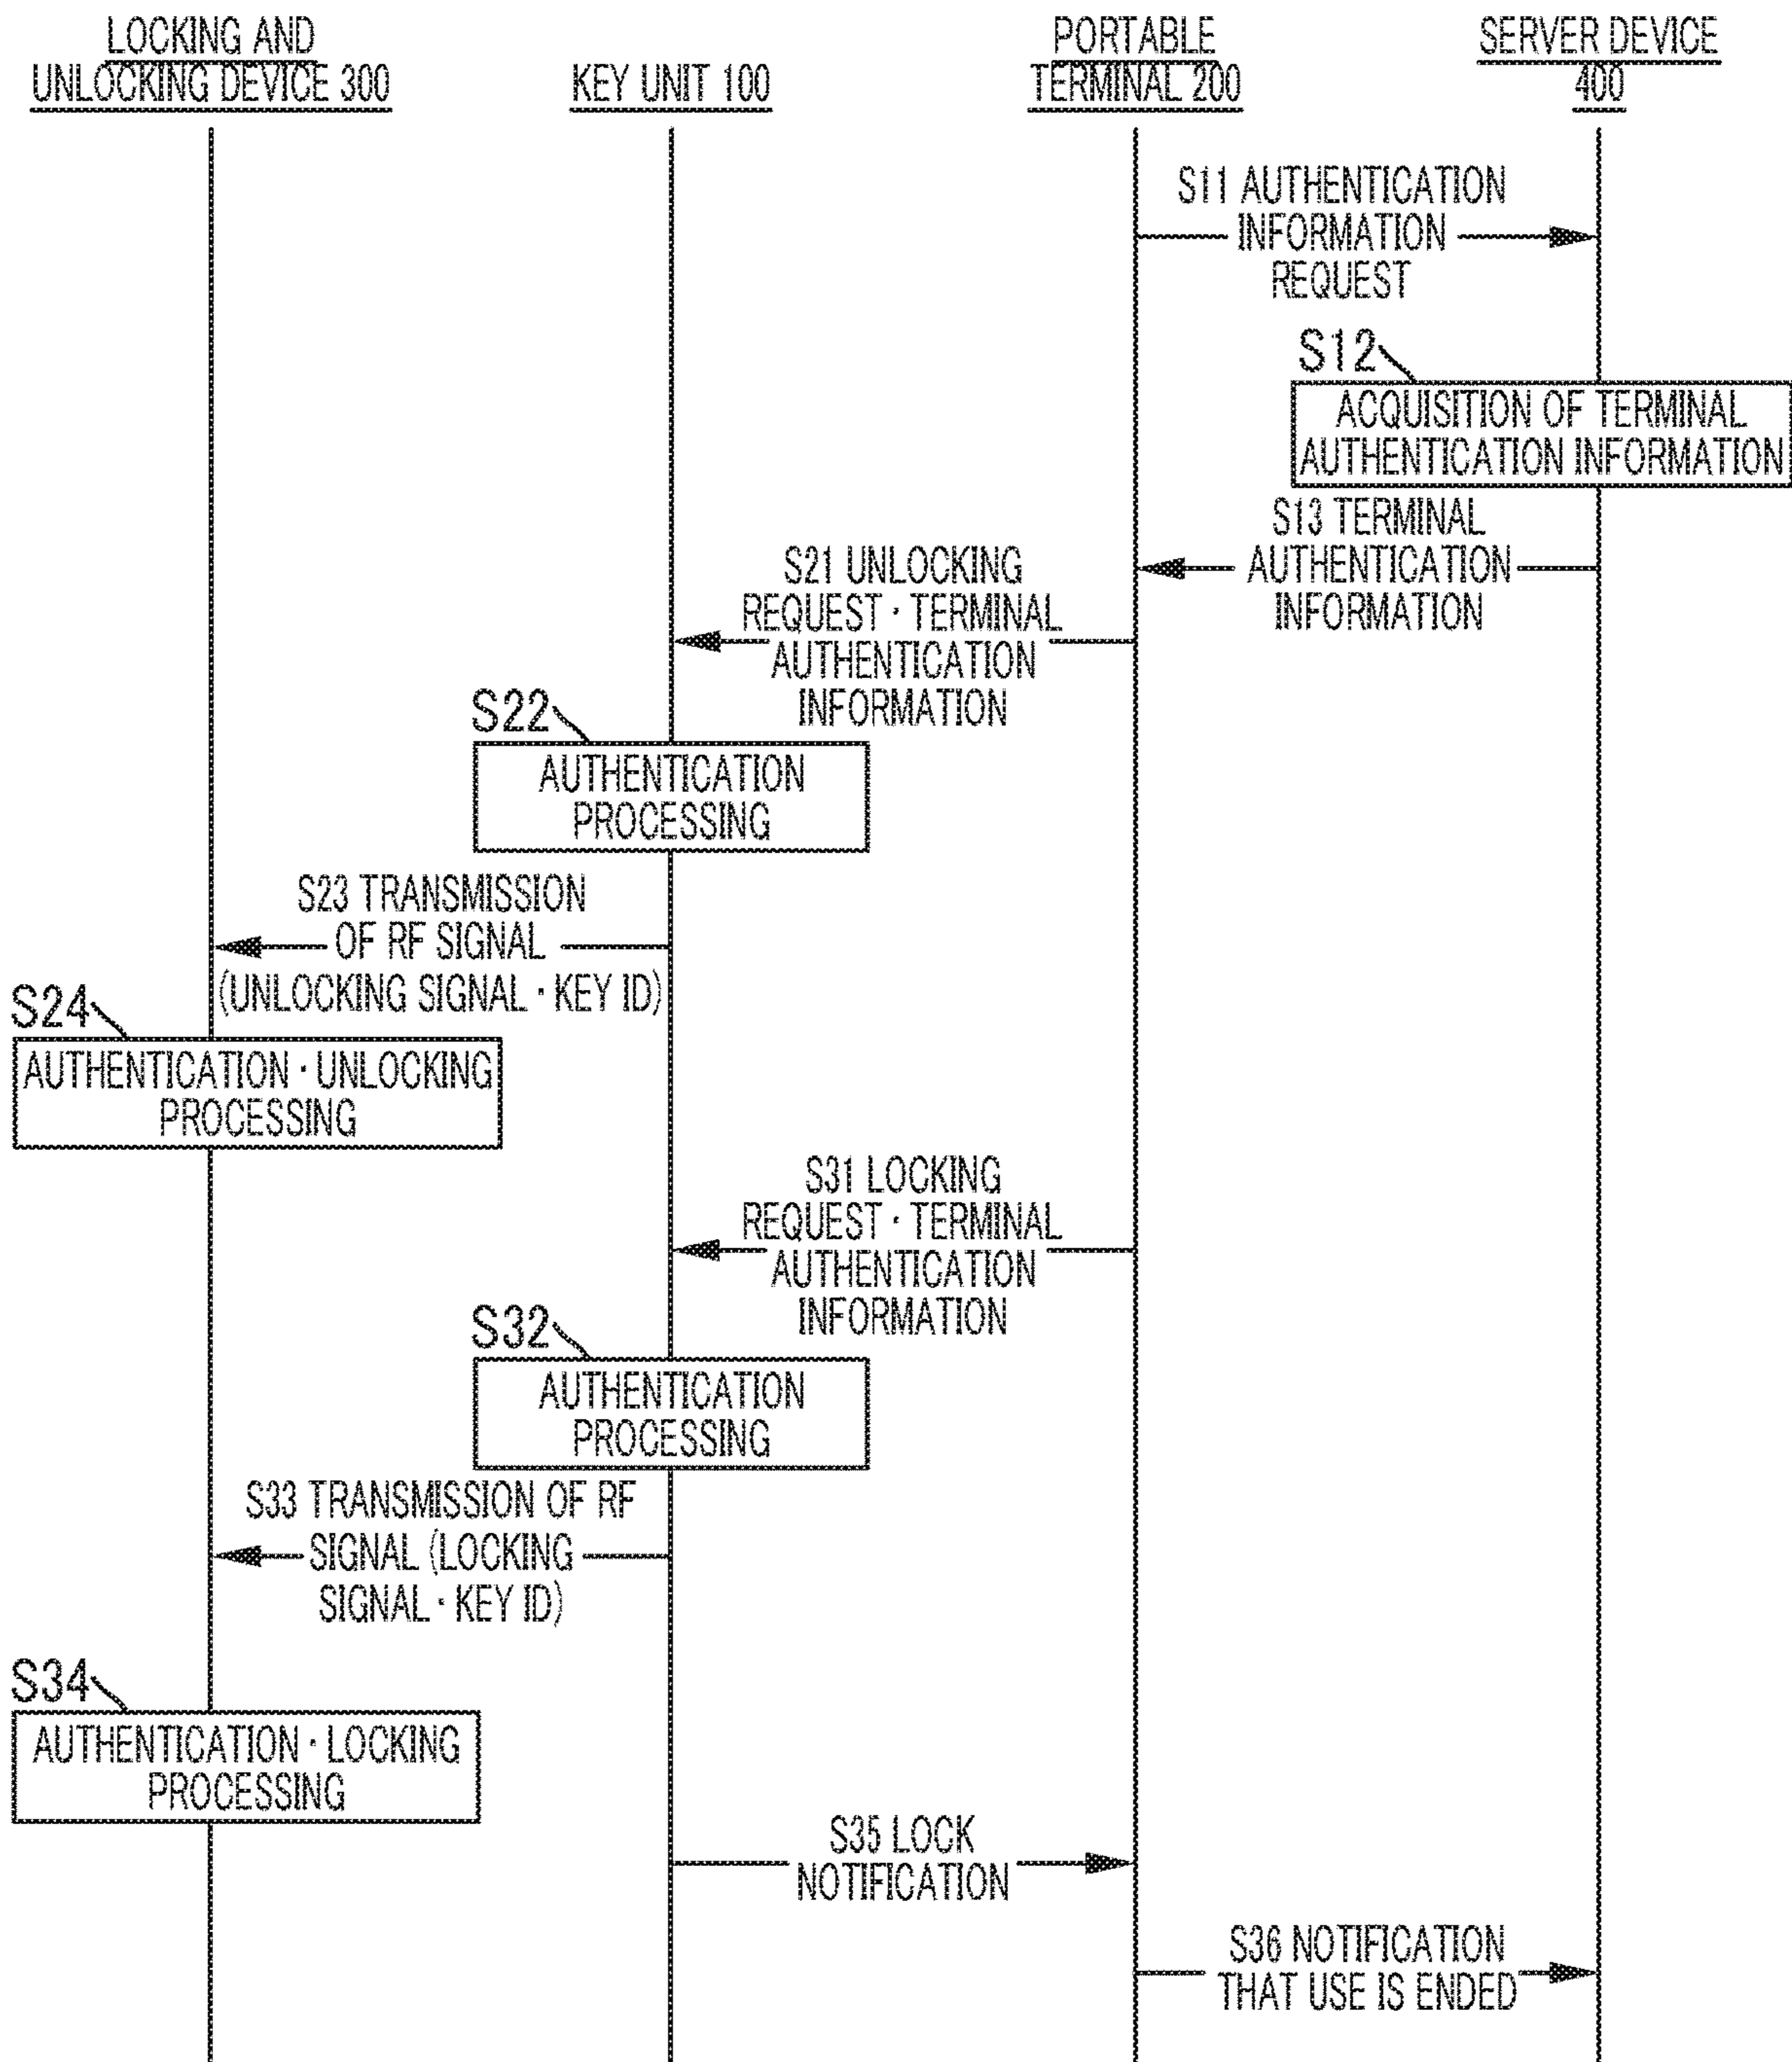 LOCKING AND
UNLOCKING DEVICE 300
KEY UNIT 100
PORTABLE
TERMINAL 200
SERVER DEVICE
400
S11 AUTHENTICATION
INFORMATION
REQUEST
S12
ACQUISITION OF TERMINAL
AUTHENTICATION INFORMATION
S13 TERMINAL
AUTHENTICATION
INFORMATION
S21 UNLOCKING
REQUEST・TERMINAL
AUTHENTICATION
INFORMATION
S22
AUTHENTICATION
PROCESSING
S23 TRANSMISSION
OF RF SIGNAL
(UNLOCKING SIGNAL・KEY ID)
S24
AUTHENTICATION・UNLOCKING
PROCESSING
S31 LOCKING
REQUEST・TERMINAL
AUTHENTICATION
INFORMATION
S32
AUTHENTICATION
PROCESSING
S33 TRANSMISSION OF RF
SIGNAL (LOCKING
SIGNAL・KEY ID)
S34
AUTHENTICATION・LOCKING
PROCESSING
S35 LOCK
NOTIFICATION
S36 NOTIFICATION
THAT USE IS ENDED